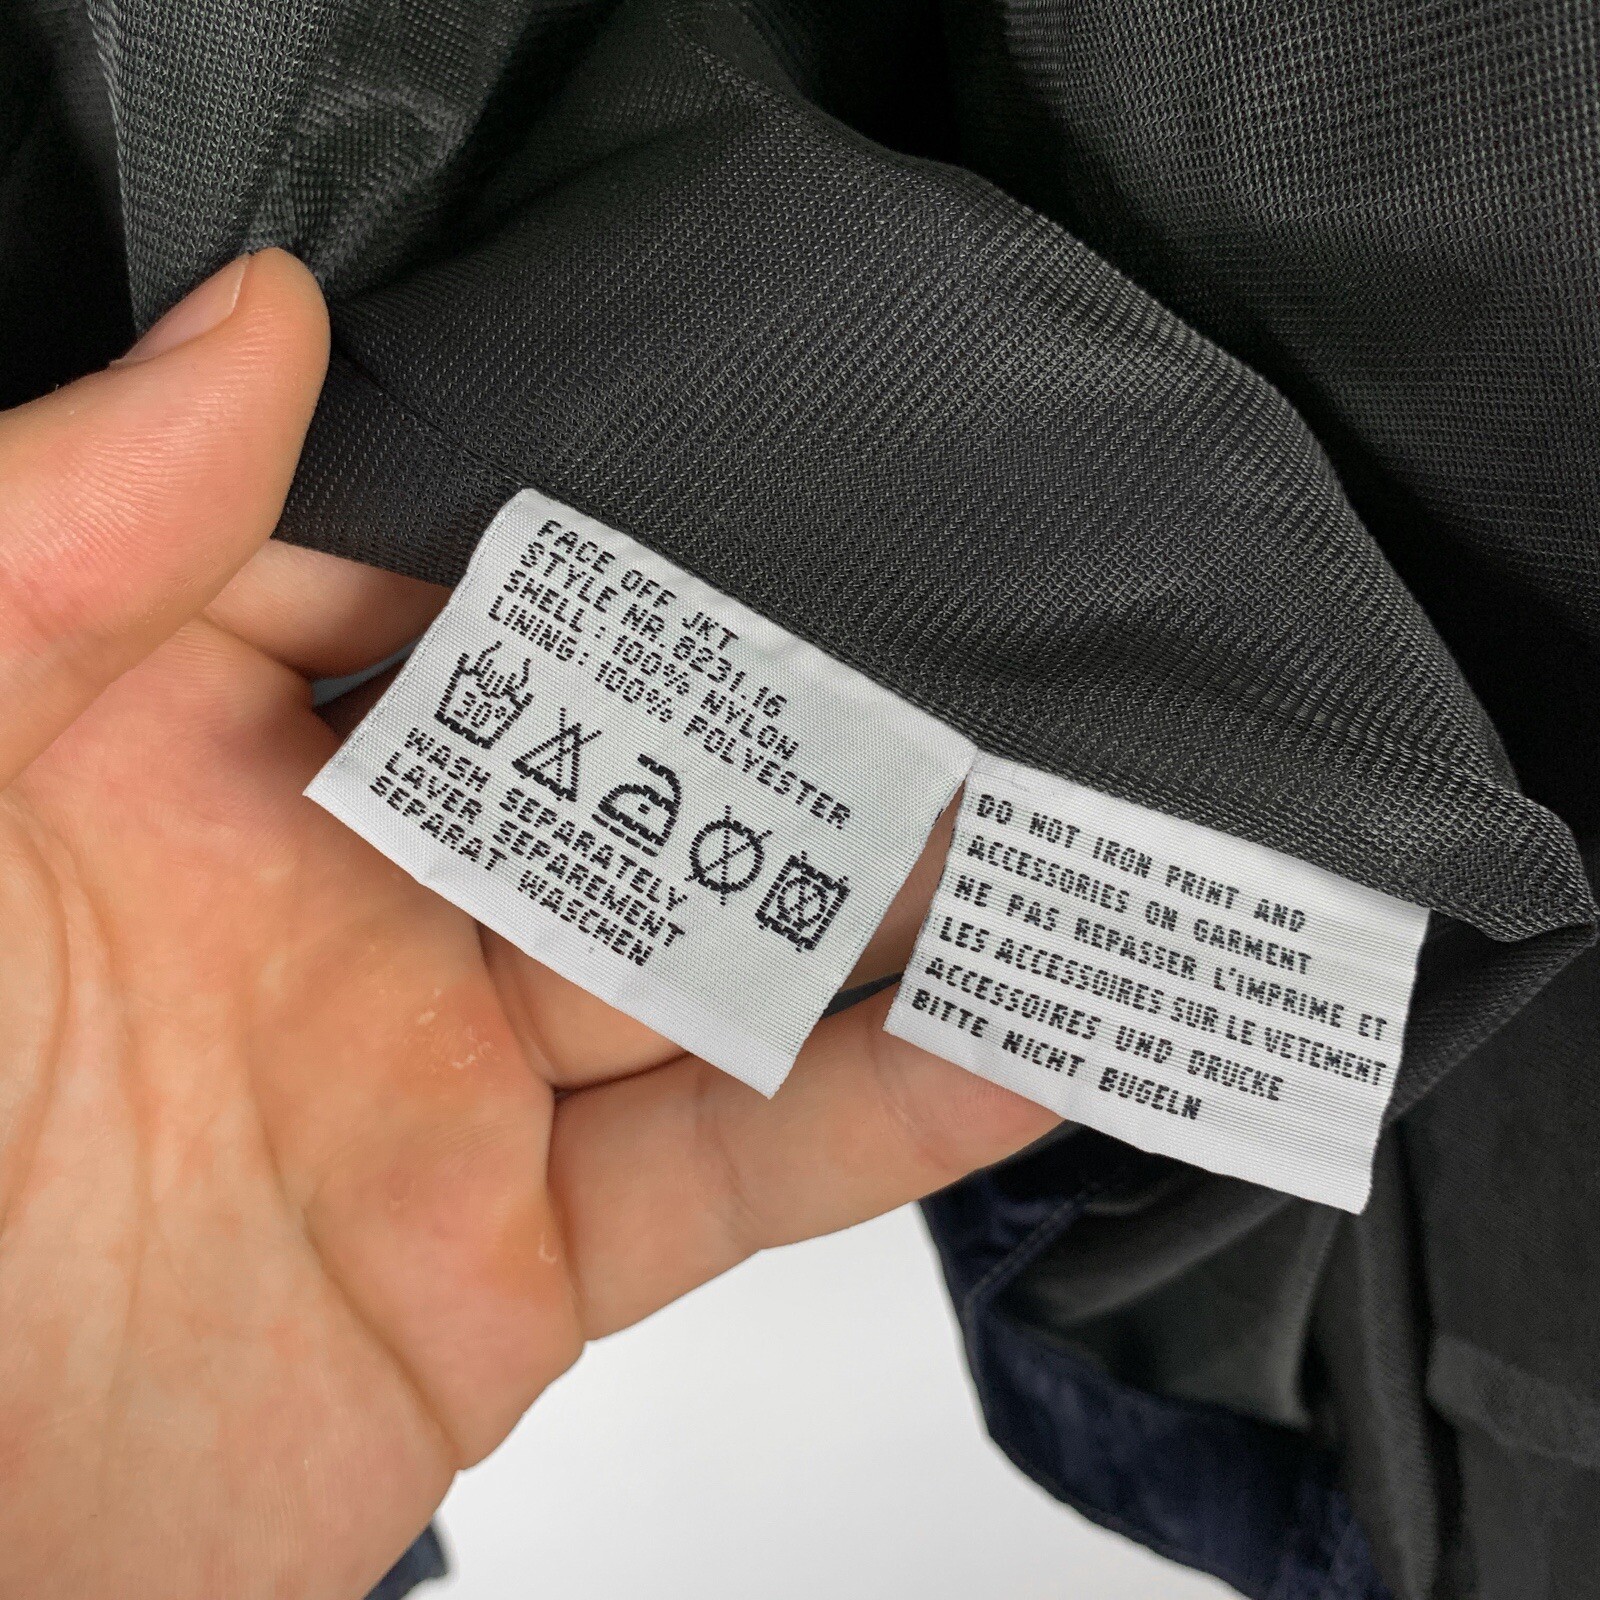 FACE OFF JKT
STYLE NR.8231.16
SHELL: 100% NYLON
LINING: 100% POLYESTER
30°
WASH SEPARATELY
LAVER SEPAREMENT
SEPARAT WASCHEN
DO NOT IRON PRINT AND
ACCESSORIES ON GARMENT
NE PAS REPASSER L'IMPRIME ET
LES ACCESSOIRES SUR LE VETEMENT
ACCESSOIRES UND DRUCKE
BITTE NICHT BUGELN